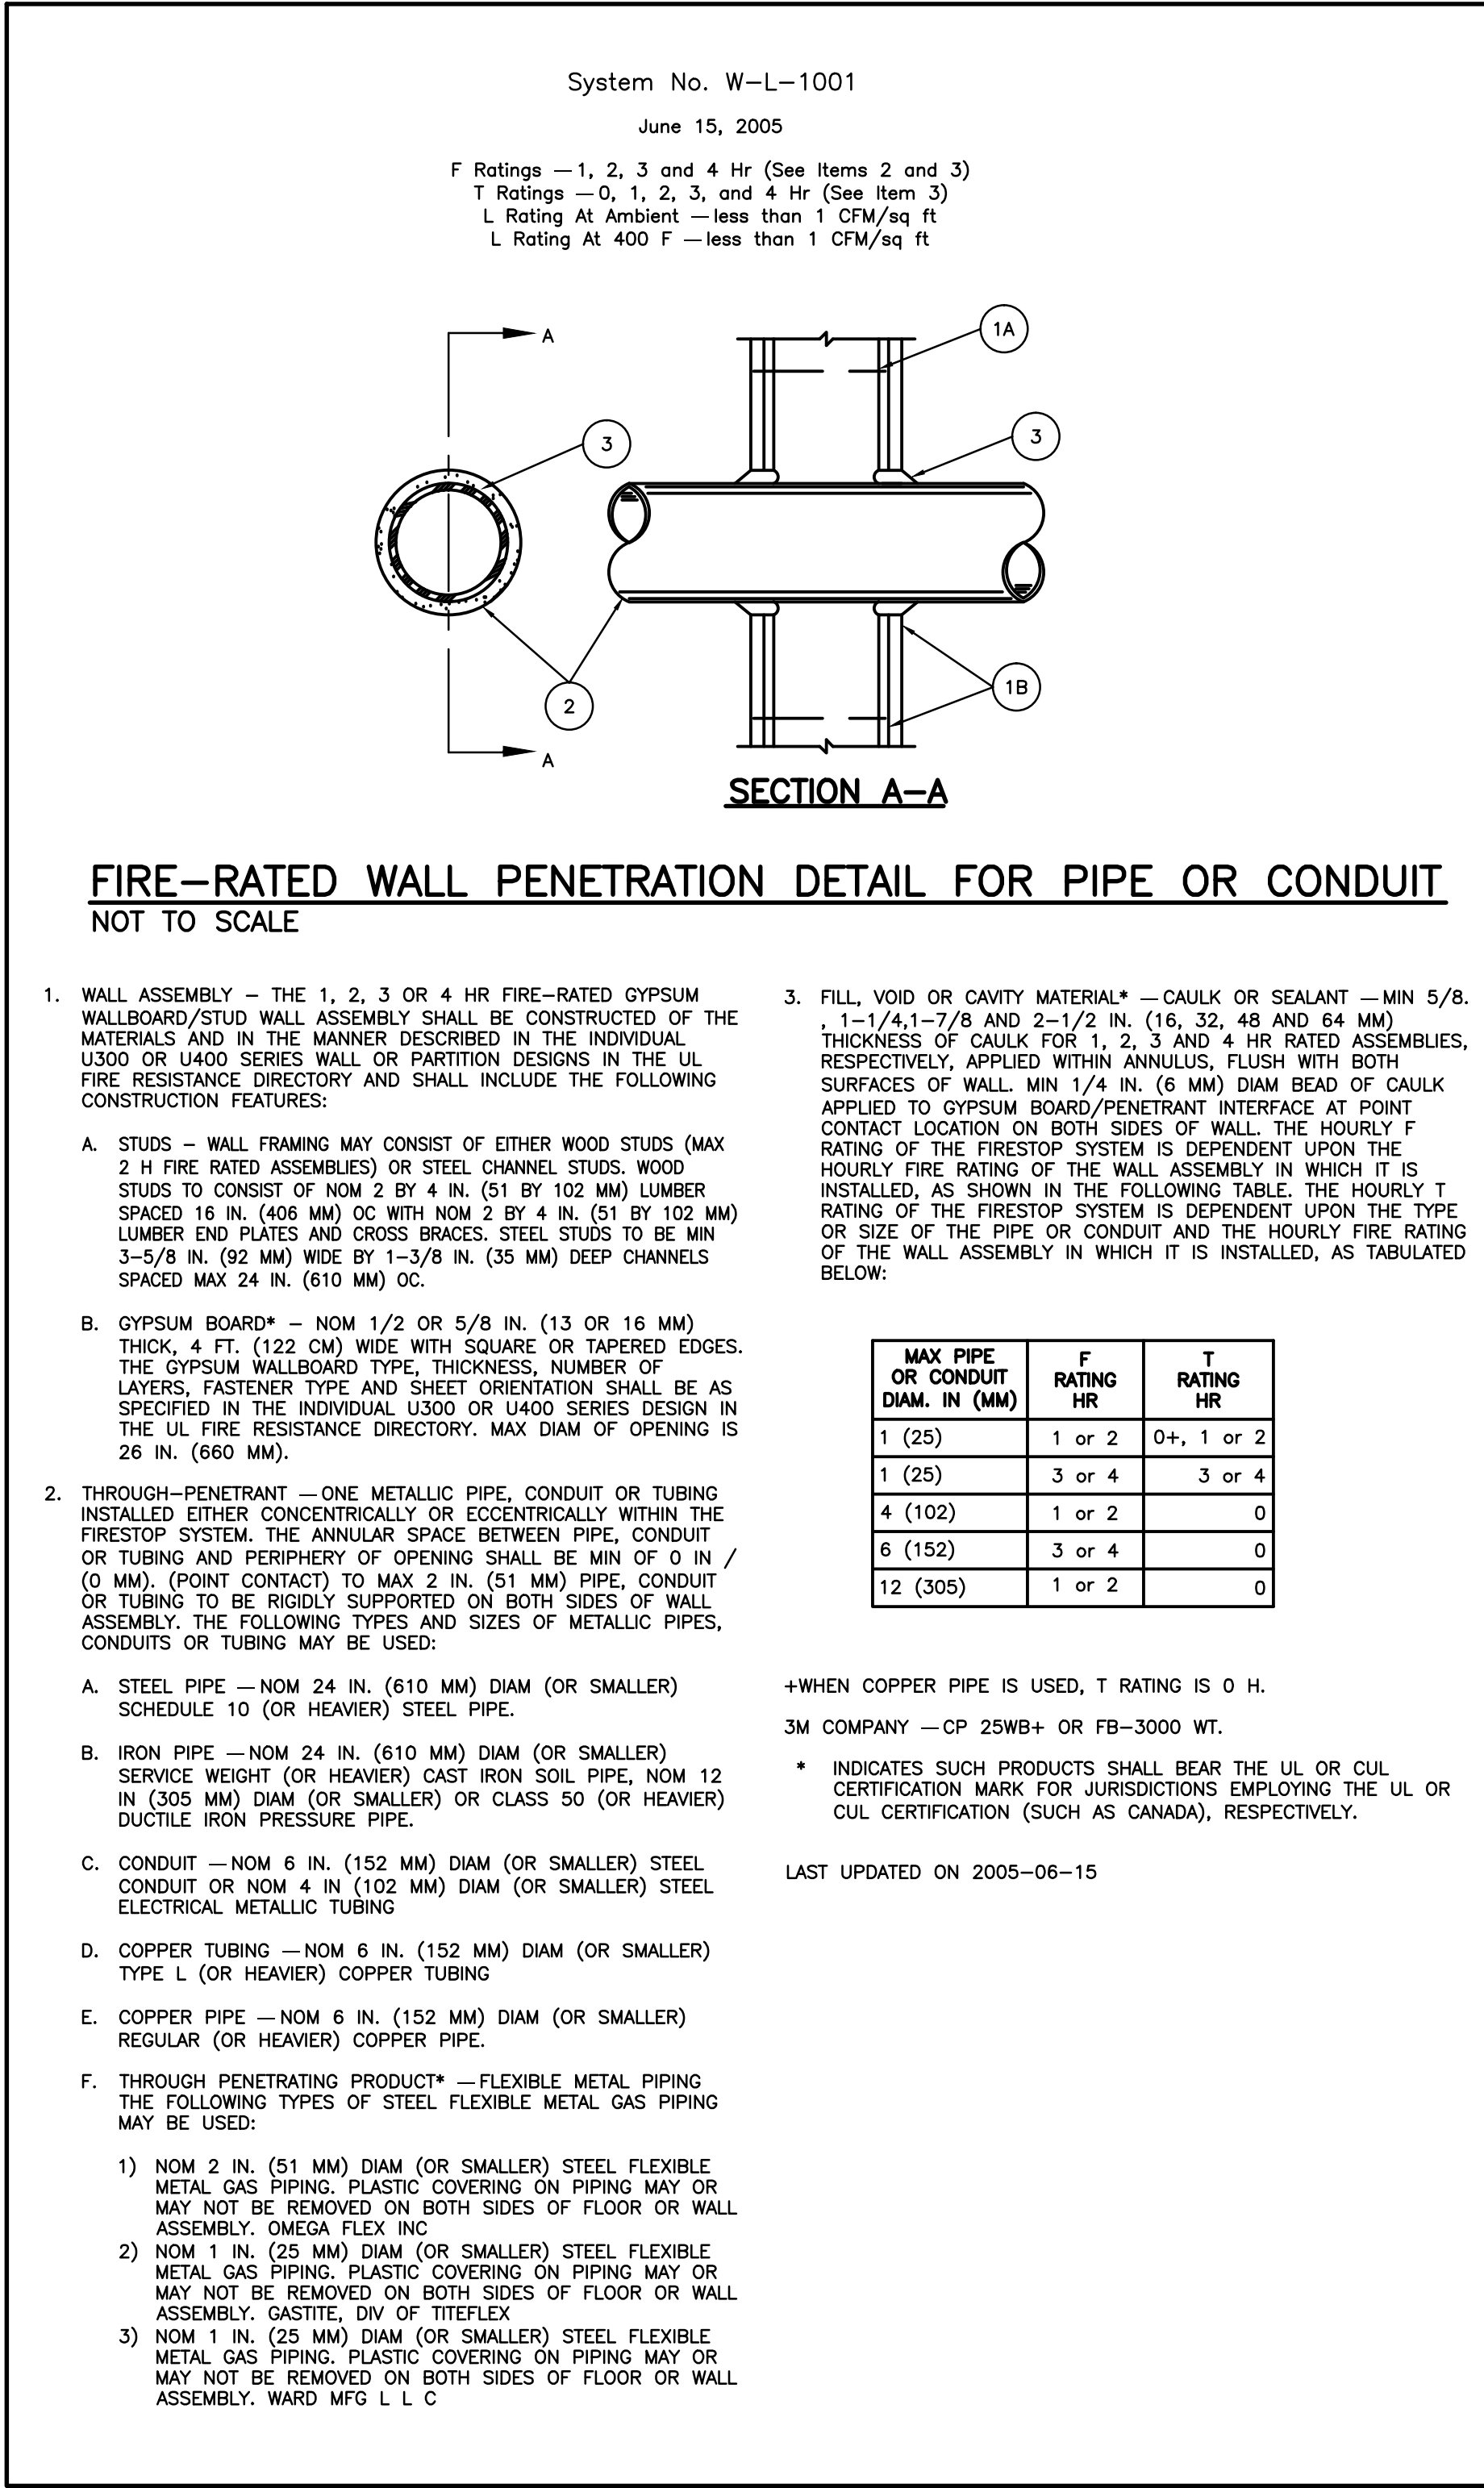 System No. W-L-1001
June 15, 2005
F Ratings — 1, 2, 3 and 4 Hr (See Items 2 and 3)
T Ratings — 0, 1, 2, 3, and 4 Hr (See Item 3)
L Rating At Ambient — less than 1 CFM/sq ft
L Rating At 400 F — less than 1 CFM/sq ft
A
1A
3
3
2
1B
A
SECTION A-A
FIRE-RATED WALL PENETRATION DETAIL FOR PIPE OR CONDUIT
NOT TO SCALE
1. WALL ASSEMBLY - THE 1, 2, 3 OR 4 HR FIRE-RATED GYPSUM
WALLBOARD/STUD WALL ASSEMBLY SHALL BE CONSTRUCTED OF THE
MATERIALS AND IN THE MANNER DESCRIBED IN THE INDIVIDUAL
U300 OR U400 SERIES WALL OR PARTITION DESIGNS IN THE UL
FIRE RESISTANCE DIRECTORY AND SHALL INCLUDE THE FOLLOWING
CONSTRUCTION FEATURES:
A. STUDS - WALL FRAMING MAY CONSIST OF EITHER WOOD STUDS (MAX
2 H FIRE RATED ASSEMBLIES) OR STEEL CHANNEL STUDS. WOOD
STUDS TO CONSIST OF NOM 2 BY 4 IN. (51 BY 102 MM) LUMBER
SPACED 16 IN. (406 MM) OC WITH NOM 2 BY 4 IN. (51 BY 102 MM)
LUMBER END PLATES AND CROSS BRACES. STEEL STUDS TO BE MIN
3-5/8 IN. (92 MM) WIDE BY 1-3/8 IN. (35 MM) DEEP CHANNELS
SPACED MAX 24 IN. (610 MM) OC.
B. GYPSUM BOARD* - NOM 1/2 OR 5/8 IN. (13 OR 16 MM)
THICK, 4 FT. (122 CM) WIDE WITH SQUARE OR TAPERED EDGES.
THE GYPSUM WALLBOARD TYPE, THICKNESS, NUMBER OF
LAYERS, FASTENER TYPE AND SHEET ORIENTATION SHALL BE AS
SPECIFIED IN THE INDIVIDUAL U300 OR U400 SERIES DESIGN IN
THE UL FIRE RESISTANCE DIRECTORY. MAX DIAM OF OPENING IS
26 IN. (660 MM).
2. THROUGH-PENETRANT — ONE METALLIC PIPE, CONDUIT OR TUBING
INSTALLED EITHER CONCENTRICALLY OR ECCENTRICALLY WITHIN THE
FIRESTOP SYSTEM. THE ANNULAR SPACE BETWEEN PIPE, CONDUIT
OR TUBING AND PERIPHERY OF OPENING SHALL BE MIN OF 0 IN /
(0 MM). (POINT CONTACT) TO MAX 2 IN. (51 MM) PIPE, CONDUIT
OR TUBING TO BE RIGIDLY SUPPORTED ON BOTH SIDES OF WALL
ASSEMBLY. THE FOLLOWING TYPES AND SIZES OF METALLIC PIPES,
CONDUITS OR TUBING MAY BE USED:
A. STEEL PIPE — NOM 24 IN. (610 MM) DIAM (OR SMALLER)
SCHEDULE 10 (OR HEAVIER) STEEL PIPE.
B. IRON PIPE — NOM 24 IN. (610 MM) DIAM (OR SMALLER)
SERVICE WEIGHT (OR HEAVIER) CAST IRON SOIL PIPE, NOM 12
IN (305 MM) DIAM (OR SMALLER) OR CLASS 50 (OR HEAVIER)
DUCTILE IRON PRESSURE PIPE.
C. CONDUIT — NOM 6 IN. (152 MM) DIAM (OR SMALLER) STEEL
CONDUIT OR NOM 4 IN (102 MM) DIAM (OR SMALLER) STEEL
ELECTRICAL METALLIC TUBING
D. COPPER TUBING — NOM 6 IN. (152 MM) DIAM (OR SMALLER)
TYPE L (OR HEAVIER) COPPER TUBING
E. COPPER PIPE — NOM 6 IN. (152 MM) DIAM (OR SMALLER)
REGULAR (OR HEAVIER) COPPER PIPE.
F. THROUGH PENETRATING PRODUCT* — FLEXIBLE METAL PIPING
THE FOLLOWING TYPES OF STEEL FLEXIBLE METAL GAS PIPING
MAY BE USED:
1) NOM 2 IN. (51 MM) DIAM (OR SMALLER) STEEL FLEXIBLE
METAL GAS PIPING. PLASTIC COVERING ON PIPING MAY OR
MAY NOT BE REMOVED ON BOTH SIDES OF FLOOR OR WALL
ASSEMBLY. OMEGA FLEX INC
2) NOM 1 IN. (25 MM) DIAM (OR SMALLER) STEEL FLEXIBLE
METAL GAS PIPING. PLASTIC COVERING ON PIPING MAY OR
MAY NOT BE REMOVED ON BOTH SIDES OF FLOOR OR WALL
ASSEMBLY. GASTITE, DIV OF TITEFLEX
3) NOM 1 IN. (25 MM) DIAM (OR SMALLER) STEEL FLEXIBLE
METAL GAS PIPING. PLASTIC COVERING ON PIPING MAY OR
MAY NOT BE REMOVED ON BOTH SIDES OF FLOOR OR WALL
ASSEMBLY. WARD MFG L L C
3. FILL, VOID OR CAVITY MATERIAL* — CAULK OR SEALANT — MIN 5/8.
, 1-1/4,1-7/8 AND 2-1/2 IN. (16, 32, 48 AND 64 MM)
THICKNESS OF CAULK FOR 1, 2, 3 AND 4 HR RATED ASSEMBLIES,
RESPECTIVELY, APPLIED WITHIN ANNULUS, FLUSH WITH BOTH
SURFACES OF WALL. MIN 1/4 IN. (6 MM) DIAM BEAD OF CAULK
APPLIED TO GYPSUM BOARD/PENETRANT INTERFACE AT POINT
CONTACT LOCATION ON BOTH SIDES OF WALL. THE HOURLY F
RATING OF THE FIRESTOP SYSTEM IS DEPENDENT UPON THE
HOURLY FIRE RATING OF THE WALL ASSEMBLY IN WHICH IT IS
INSTALLED, AS SHOWN IN THE FOLLOWING TABLE. THE HOURLY T
RATING OF THE FIRESTOP SYSTEM IS DEPENDENT UPON THE TYPE
OR SIZE OF THE PIPE OR CONDUIT AND THE HOURLY FIRE RATING
OF THE WALL ASSEMBLY IN WHICH IT IS INSTALLED, AS TABULATED
BELOW:
MAX PIPE OR CONDUIT DIAM. IN (MM) F RATING HR T RATING HR
1 (25) 1 or 2 0+, 1 or 2
1 (25) 3 or 4 3 or 4
4 (102) 1 or 2 0
6 (152) 3 or 4 0
12 (305) 1 or 2 0
+WHEN COPPER PIPE IS USED, T RATING IS 0 H.
3M COMPANY — CP 25WB+ OR FB-3000 WT.
* INDICATES SUCH PRODUCTS SHALL BEAR THE UL OR CUL
CERTIFICATION MARK FOR JURISDICTIONS EMPLOYING THE UL OR
CUL CERTIFICATION (SUCH AS CANADA), RESPECTIVELY.
LAST UPDATED ON 2005-06-15